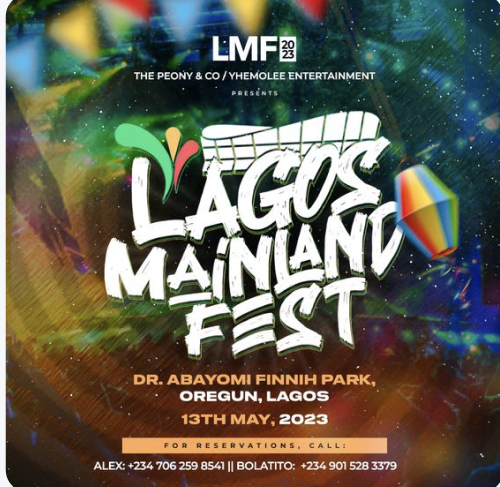 LMF 2023
THE PEONY & CO / YHEMOLEE ENTERTAINMENT
PRESENTS
LAGOS
MAINLAND
FEST
DR. ABAYOMI FINNIH PARK,
OREGUN, LAGOS
13TH MAY, 2023
FOR RESERVATIONS, CALL:
ALEX: +234 706 259 8541 || BOLATITO: +234 901 528 3379